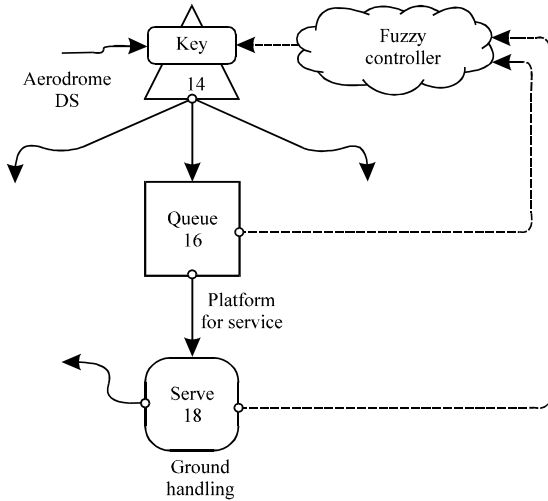 Key
Fuzzy
controller
Aerodrome
DS
14
Queue
16
Platform
for service
Serve
18
Ground
handling